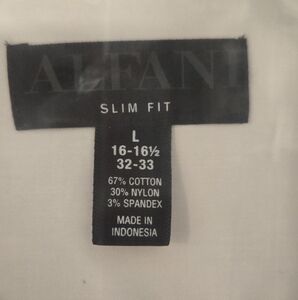 ALFANI
SLIM FIT
L
16-16½
32-33
67% COTTON
30% NYLON
3% SPANDEX
MADE IN
INDONESIA